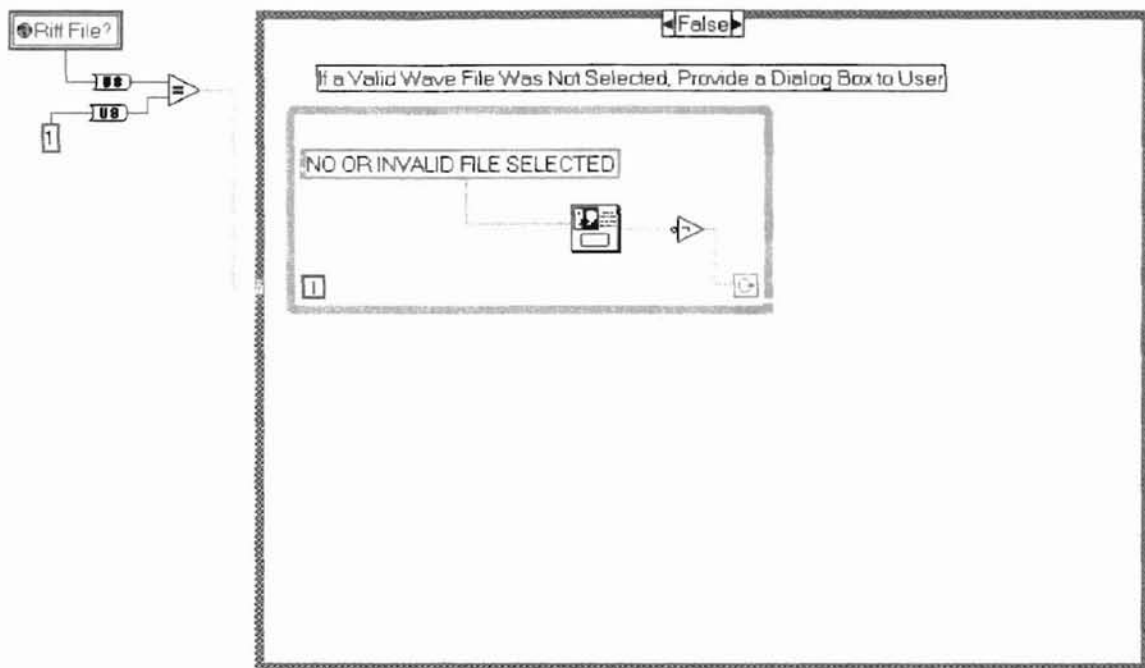 Riff File?
False
If a Valid Wave File Was Not Selected, Provide a Dialog Box to User
U8
U8
1
NO OR INVALID FILE SELECTED
i